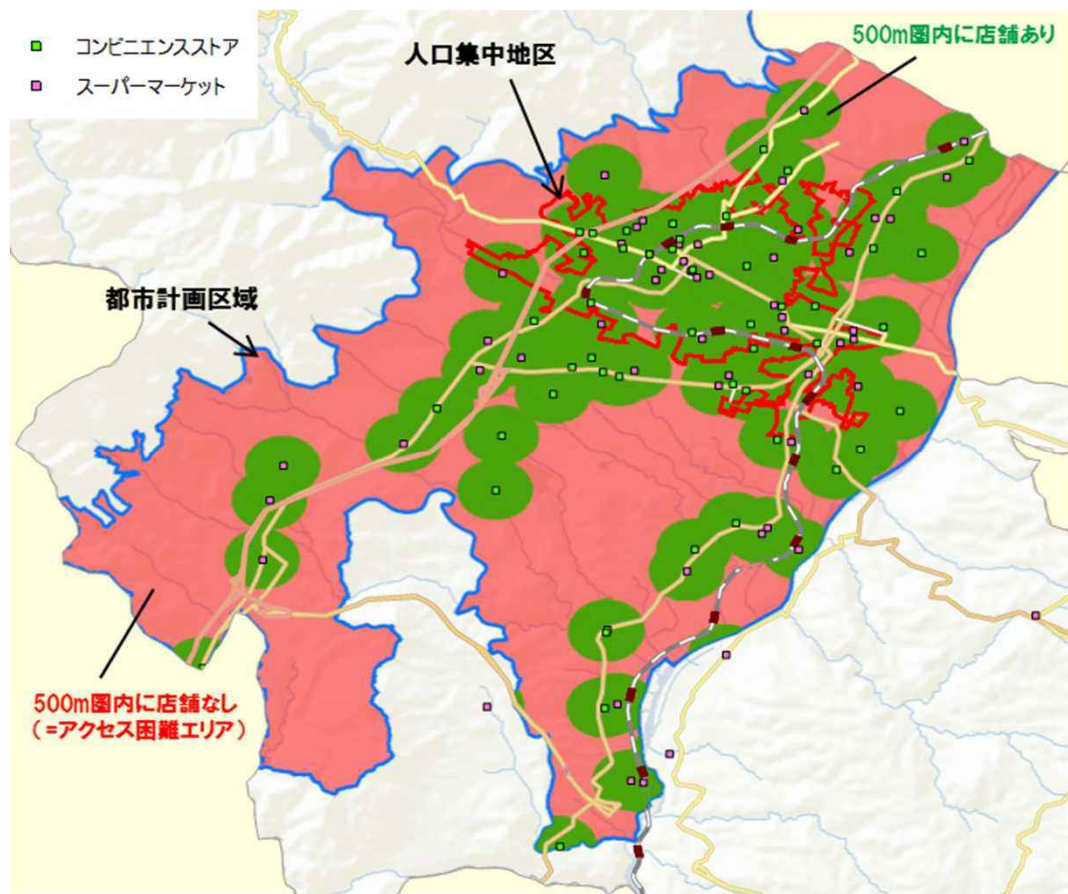 コンビニエンスストア
スーパーマーケット
500m圏内に店舗あり
人口集中地区
都市計画区域
500m圏内に店舗なし
(=アクセス困難エリア)